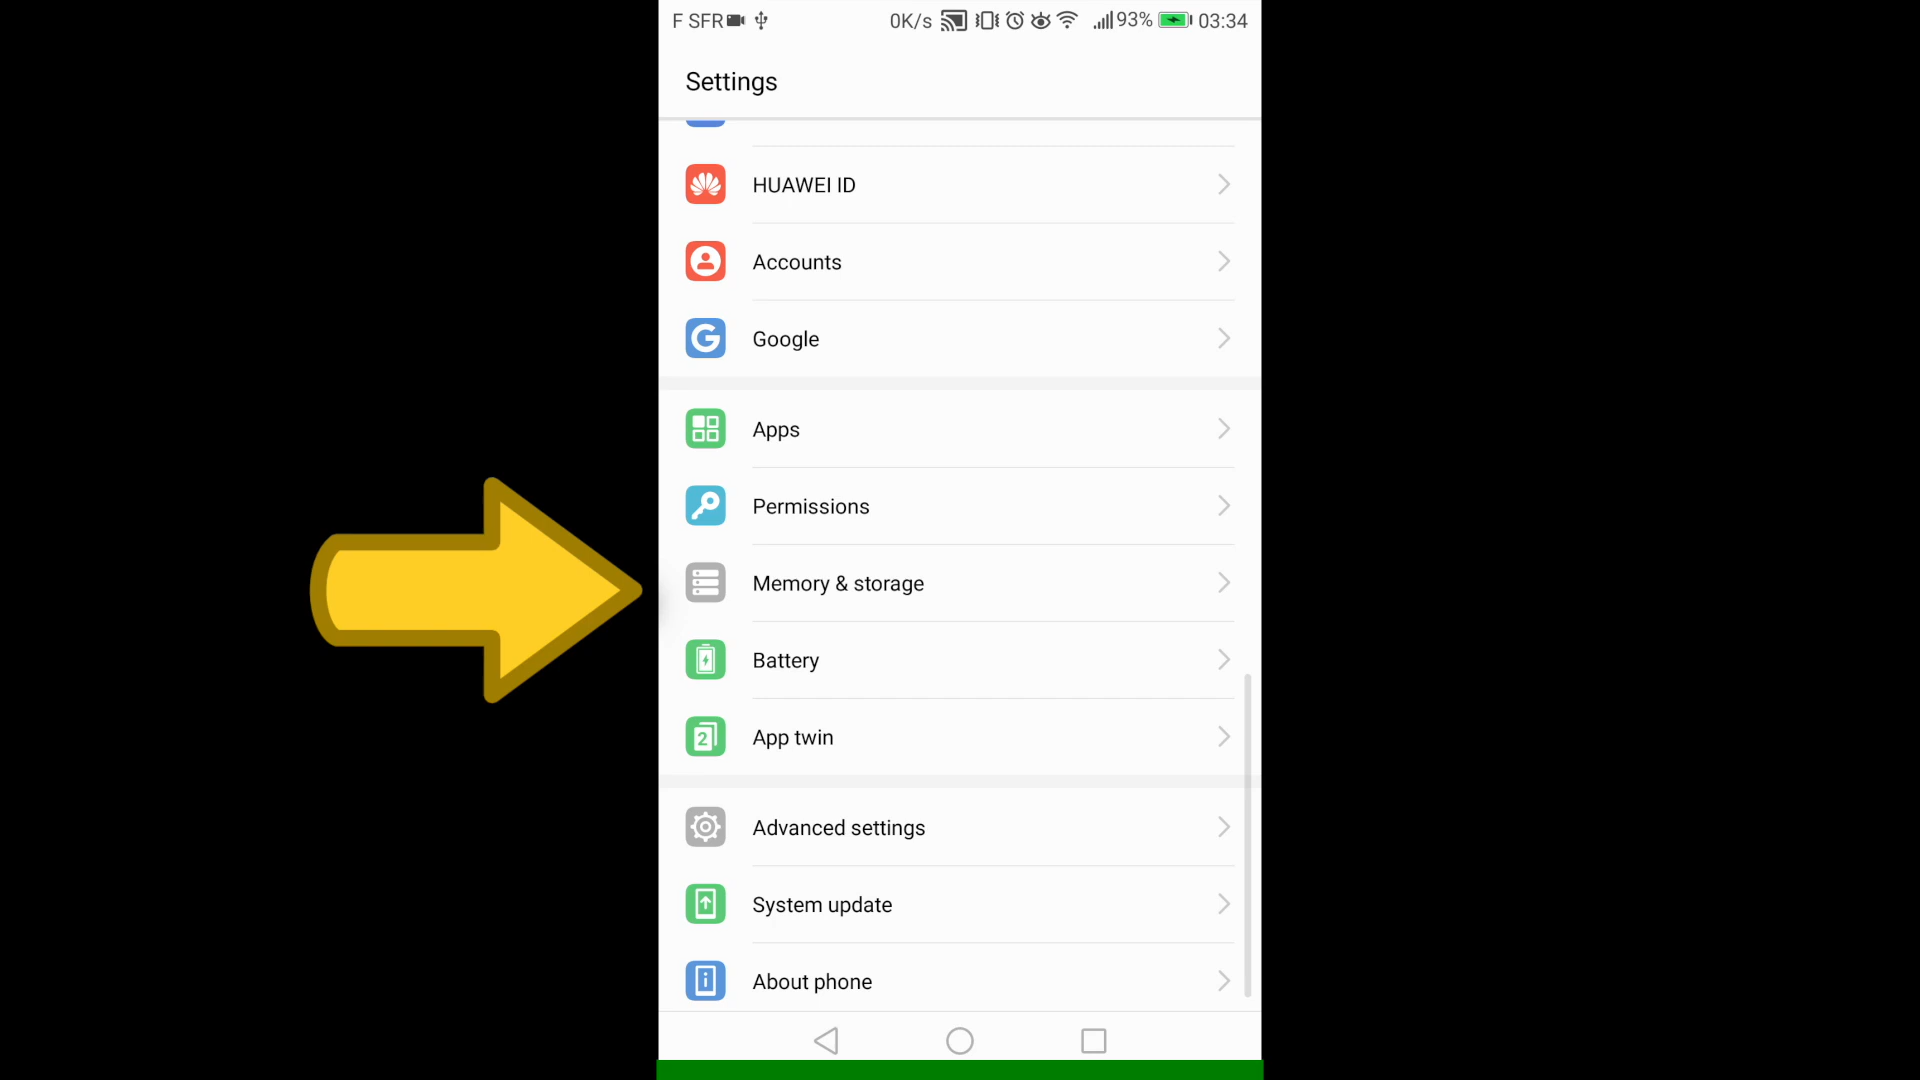 F SFR 0K/s 93% 03:34
Settings
HUAWEI ID
Accounts
Google
Apps
Permissions
Memory & storage
Battery
App twin
Advanced settings
System update
About phone